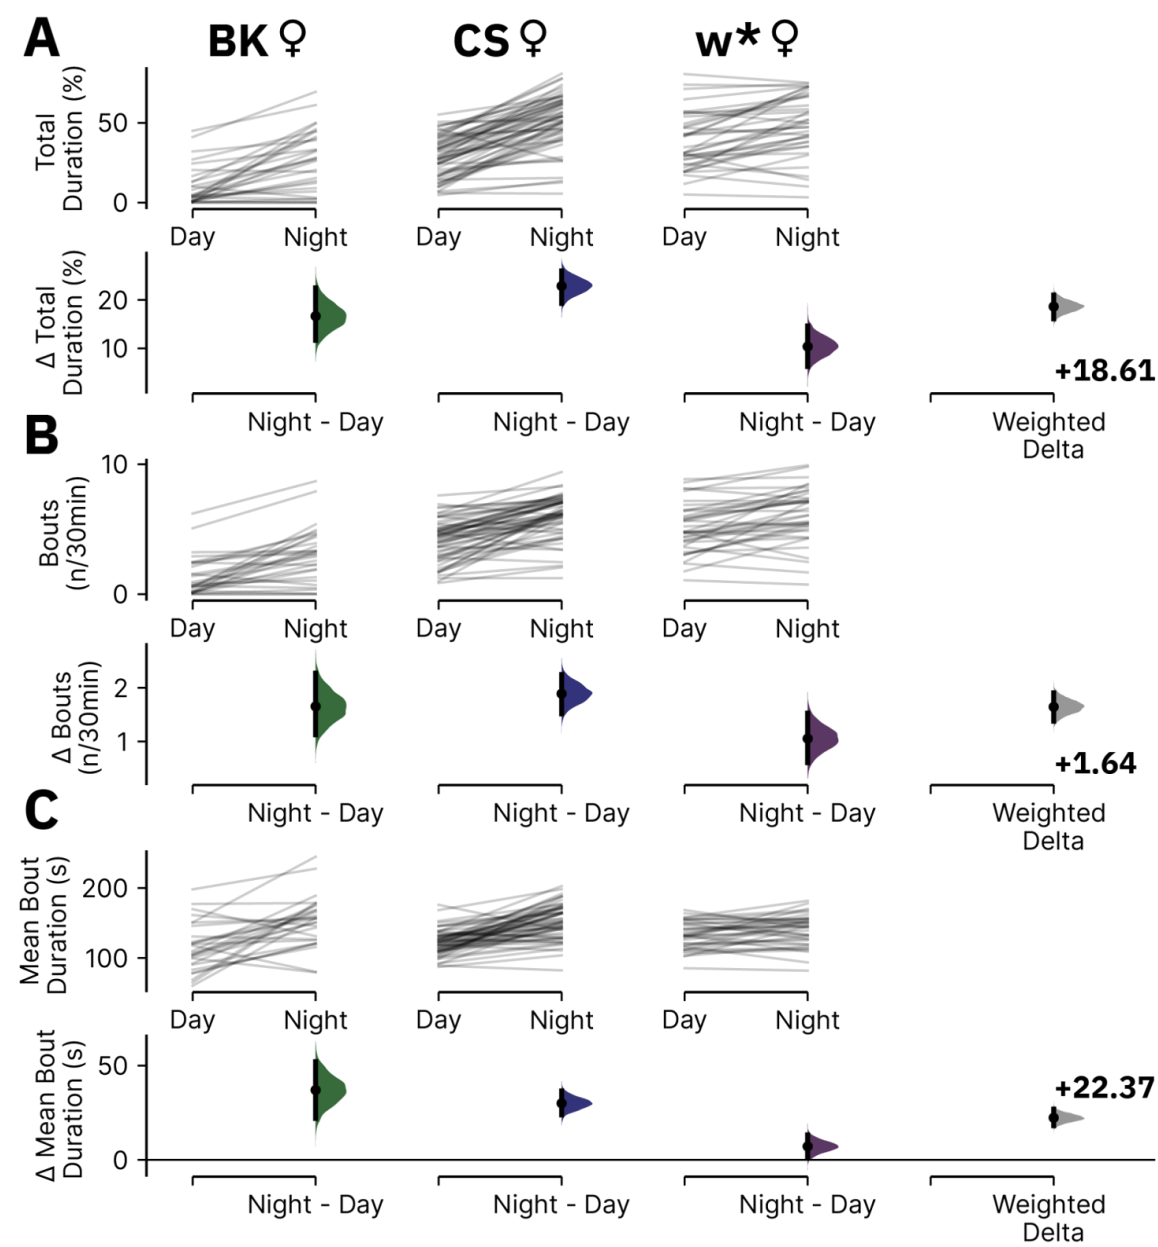 A
BK ♀ CS ♀ w* ♀
Total
Duration (%)
50
0
Day Night Day Night Day Night
Δ Total
Duration (%)
20
10
+18.61
Night - Day Night - Day Night - Day Weighted
Delta
B
Bouts
(n/30min)
10
0
Day Night Day Night Day Night
Δ Bouts
(n/30min)
2
1
+1.64
Night - Day Night - Day Night - Day Weighted
Delta
C
Mean Bout
Duration (s)
200
100
Day Night Day Night Day Night
Δ Mean Bout
Duration (s)
50
0
+22.37
Night - Day Night - Day Night - Day Weighted
Delta